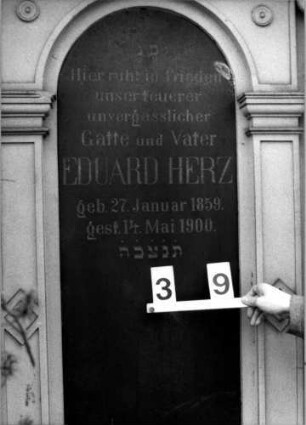 פ נ
Hier ruht in Frieden
unser teuerer
unvergesslicher
Gatte und Vater
EDUARD HERZ
geb. 27. Januar 1859.
gest. Mai 1900.
תנצבה
3 9